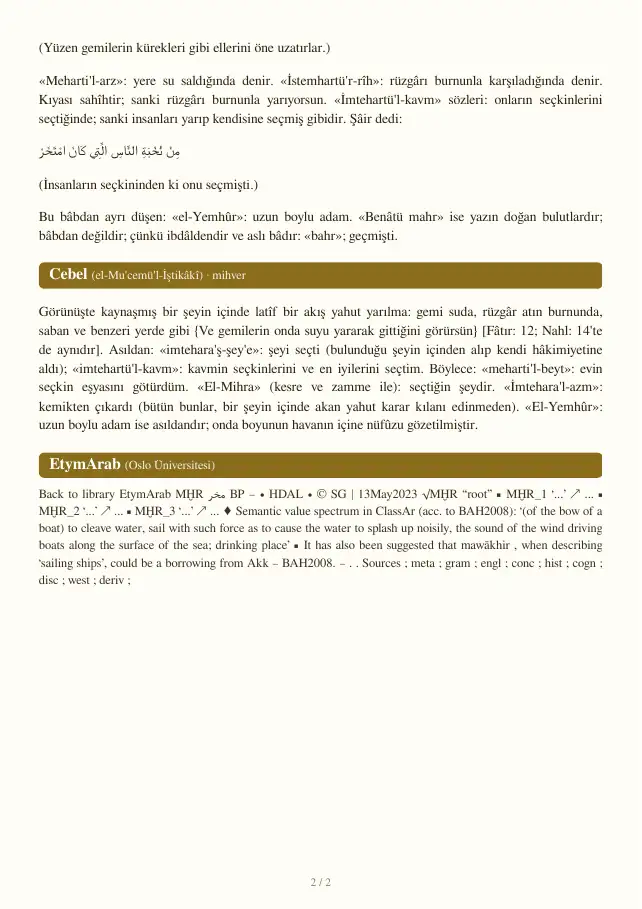 (Yüzen gemilerin kürekleri gibi ellerini öne uzatırlar.)
«Meharti'l-arz»: yere su saldığında denir. «İstemhartü'r-rîh»: rüzgârı burnunla karşıladığında denir.
Kıyası sahîhtir; sanki rüzgârı burnunla yarıyorsun. «İmtehartü'l-kavm» sözleri: onların seçkinlerini
seçtiğinde; sanki insanları yarıp kendisine seçmiş gibidir. Şâir dedi:
مِنْ نُخْبَةِ النَّاسِ الَّتِي كَانَ امْتَخَرْ
(İnsanların seçkininden ki onu seçmişti.)
Bu bâbdan ayrı düşen: «el-Yemhûr»: uzun boylu adam. «Benâtü mahr» ise yazın doğan bulutlardır;
bâbdan değildir; çünkü ibdâldendir ve aslı bâdır: «bahr»; geçmişti.
Cebel (el-Mu'cemü'l-İştikâkî) · mihver
Görünüşte kaynaşmış bir şeyin içinde latîf bir akış yahut yarılma: gemi suda, rüzgâr atın burnunda,
saban ve benzeri yerde gibi {Ve gemilerin onda suyu yararak gittiğini görürsün} [Fâtır: 12; Nahl: 14'te
de aynıdır]. Asıldan: «imtehara'ş-şey'e»: şeyi seçti (bulunduğu şeyin içinden alıp kendi hâkimiyetine
aldı); «imtehartü'l-kavm»: kavmin seçkinlerini ve en iyilerini seçtim. Böylece: «meharti'l-beyt»: evin
seçkin eşyasını götürdüm. «El-Mihra» (kesre ve zamme ile): seçtiğin şeydir. «İmtehara'l-azm»:
kemikten çıkardı (bütün bunlar, bir şeyin içinde akan yahut karar kılanı edinmeden). «El-Yemhûr»:
uzun boylu adam ise asıldandır; onda boyunun havanın içine nüfûzu gözetilmiştir.
EtymArab (Oslo Üniversitesi)
Back to library EtymArab MḪR مخر BP – • HDAL • © SG | 13May2023 √MḪR “root” ▪ MḪR_1 ‘...’ ↗ ... ▪
MḪR_2 ‘...’ ↗ ... ▪ MḪR_3 ‘...’ ↗ ... ♦ Semantic value spectrum in ClassAr (acc. to BAH2008): ‘(of the bow of a
boat) to cleave water, sail with such force as to cause the water to splash up noisily, the sound of the wind driving
boats along the surface of the sea; drinking place’ ▪ It has also been suggested that mawākhir , when describing
‘sailing ships’, could be a borrowing from Akk – BAH2008. – . . Sources ; meta ; gram ; engl ; conc ; hist ; cogn ;
disc ; west ; deriv ;
2 / 2